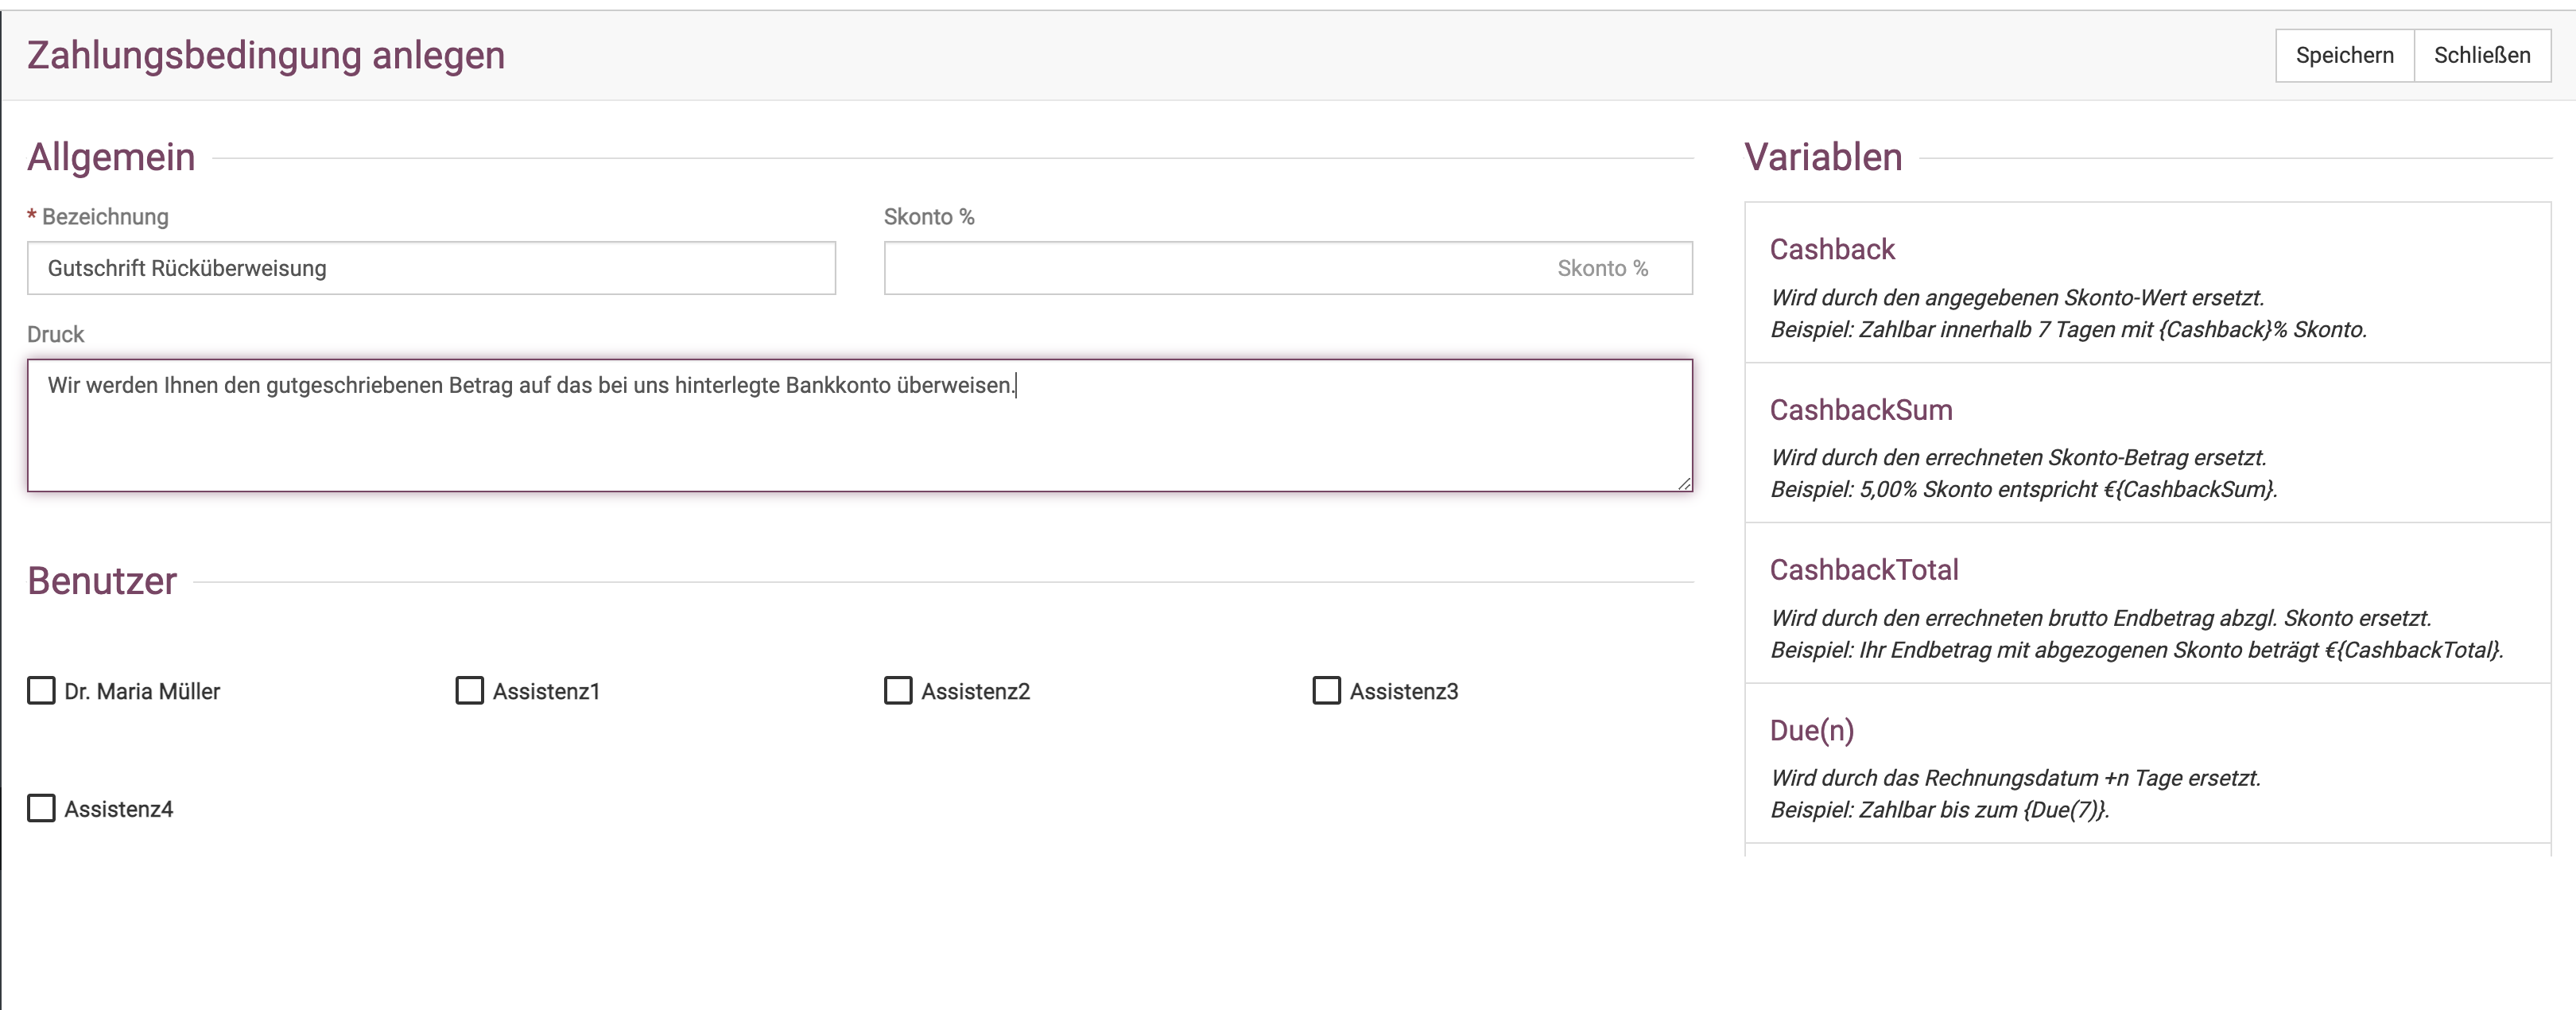 Zahlungsbedingung anlegen
Speichern
Schließen
Allgemein
* Bezeichnung
Skonto %
Gutschrift Rücküberweisung
Skonto %
Druck
Wir werden Ihnen den gutgeschriebenen Betrag auf das bei uns hinterlegte Bankkonto überweisen.
Benutzer
Dr. Maria Müller
Assistenz1
Assistenz2
Assistenz3
Assistenz4
Variablen
Cashback
Wird durch den angegebenen Skonto-Wert ersetzt.
Beispiel: Zahlbar innerhalb 7 Tagen mit {Cashback}% Skonto.
CashbackSum
Wird durch den errechneten Skonto-Betrag ersetzt.
Beispiel: 5,00% Skonto entspricht €{CashbackSum}.
CashbackTotal
Wird durch den errechneten brutto Endbetrag abzgl. Skonto ersetzt.
Beispiel: Ihr Endbetrag mit abgezogenen Skonto beträgt €{CashbackTotal}.
Due(n)
Wird durch das Rechnungsdatum +n Tage ersetzt.
Beispiel: Zahlbar bis zum {Due(7)}.